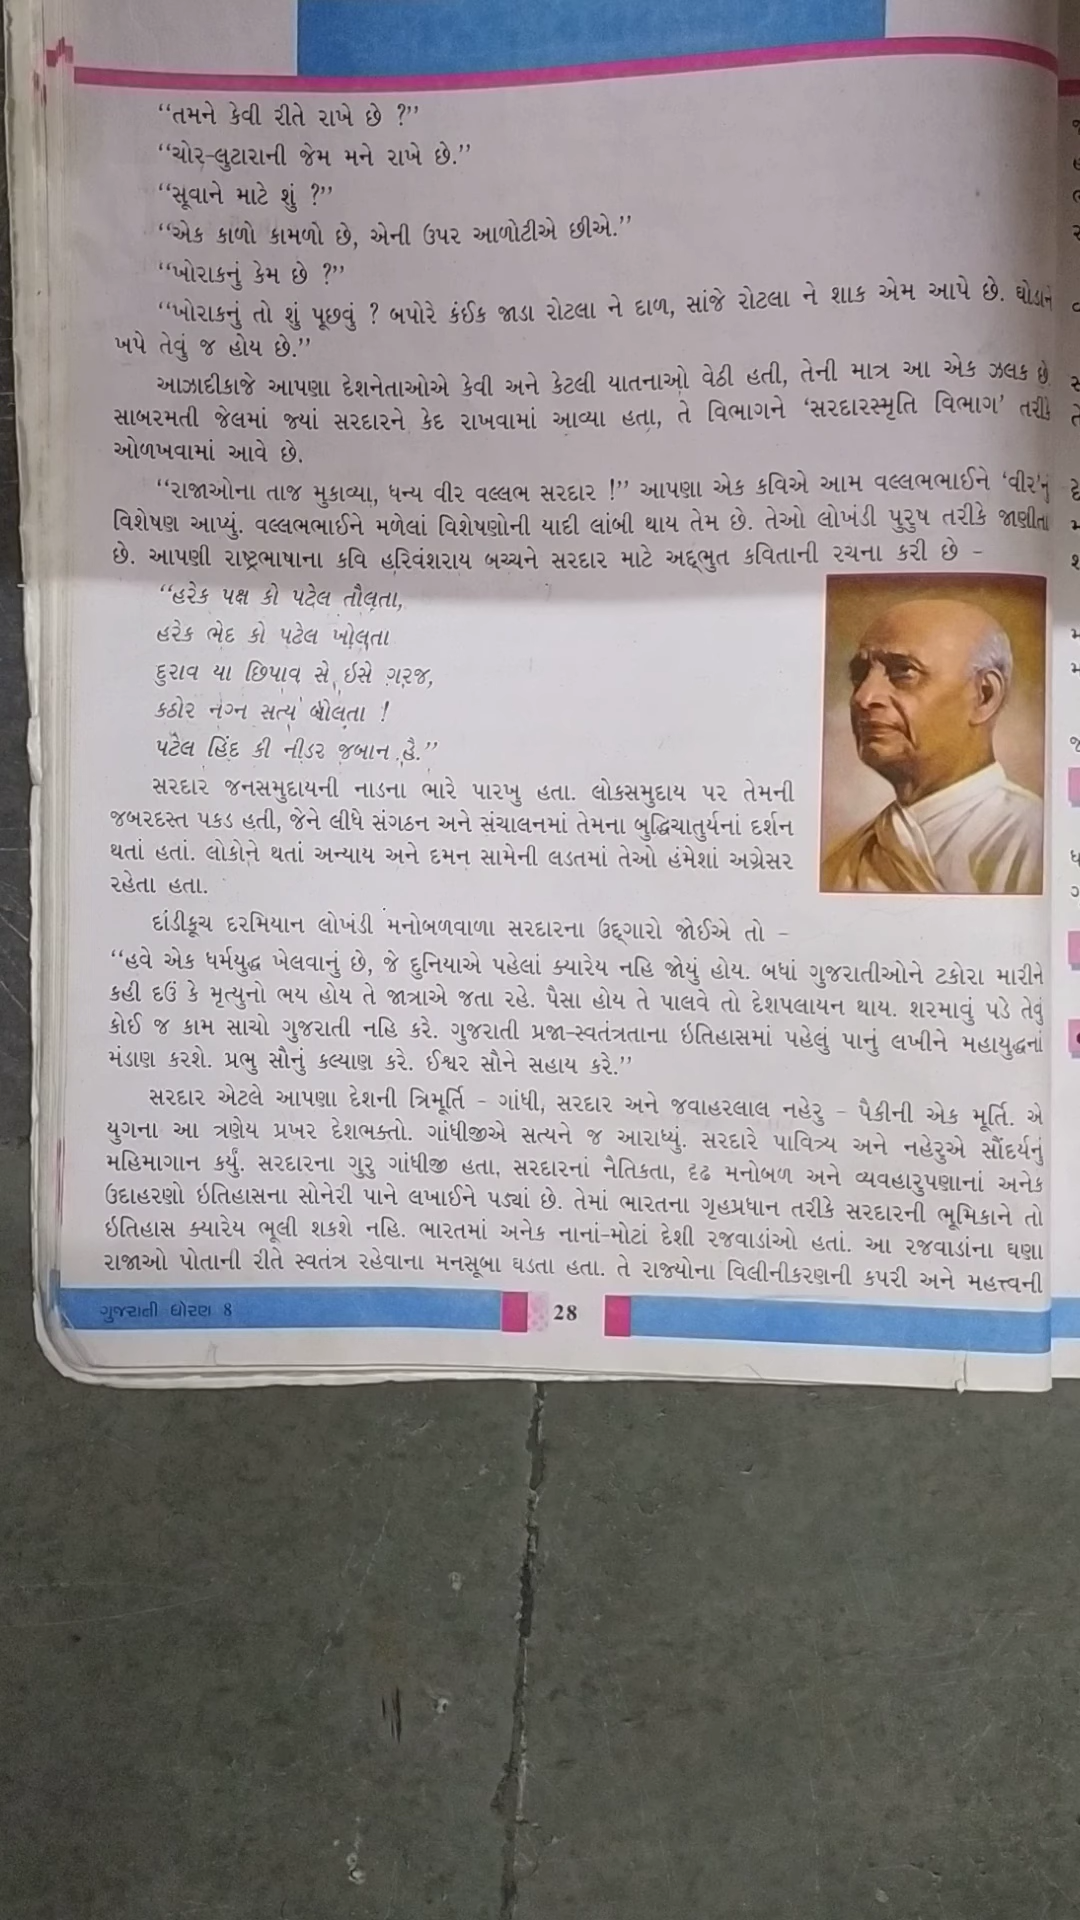 “તમને કેવી રીતે રાખે છે ?”
“ચોર-લુટારાની જેમ મને રાખે છે.”
“સૂવાને માટે શું ?”
“એક કાળો કામળો છે, એની ઉપર આળોટીએ છીએ.”
“ખોરાકનું કેમ છે ?”
“ખોરાકનું તો શું પૂછવું ? બપોરે કંઈક જાડા રોટલા ને દાળ, સાંજે રોટલા ને શાક એમ આપે છે. ઘોડાને
ખપે તેવું જ હોય છે.”
આઝાદીકાજે આપણા દેશનેતાઓએ કેવી અને કેટલી યાતનાઓ વેઠી હતી, તેની માત્ર આ એક ઝલક છે.
સાબરમતી જેલમાં જ્યાં સરદારને કેદ રાખવામાં આવ્યા હતા, તે વિભાગને ‘સરદારસ્મૃતિ વિભાગ’ તરીકે
ઓળખવામાં આવે છે.
“રાજાઓના તાજ મુકાવ્યા, ધન્ય વીર વલ્લભ સરદાર !” આપણા એક કવિએ આમ વલ્લભભાઈને ‘વીર’નું
વિશેષણ આપ્યું. વલ્લભભાઈને મળેલાં વિશેષણોની યાદી લાંબી થાય તેમ છે. તેઓ લોખંડી પુરુષ તરીકે જાણીતા
છે. આપણી રાષ્ટ્રભાષાના કવિ હરિવંશરાય બચ્ચને સરદાર માટે અદ્ભુત કવિતાની રચના કરી છે –
“હરેક પક્ષ કો પટેલ તૌલતા,
હરેક ભેદ કો પટેલ ખોલતા
દુરાવ યા છિપાવ સે ઇસે ગરજ,
કઠોર નગ્ન સત્ય બોલતા !
પટેલ હિંદ કી નીડર જબાન હૈ.”
સરદાર જનસમુદાયની નાડના ભારે પારખુ હતા. લોકસમુદાય પર તેમની
જબરદસ્ત પકડ હતી, જેને લીધે સંગઠન અને સંચાલનમાં તેમના બુદ્ધિચાતુર્યનાં દર્શન
થતાં હતાં. લોકોને થતાં અન્યાય અને દમન સામેની લડતમાં તેઓ હંમેશાં અગ્રેસર
રહેતા હતા.
દાંડીકૂચ દરમિયાન લોખંડી મનોબળવાળા સરદારના ઉદ્ગારો જોઈએ તો –
“હવે એક ધર્મયુદ્ધ ખેલવાનું છે, જે દુનિયાએ પહેલાં ક્યારેય નહિ જોયું હોય. બધાં ગુજરાતીઓને ટકોરા મારીને
કહી દઉં કે મૃત્યુનો ભય હોય તે જાત્રાએ જતા રહે. પૈસા હોય તે પાલવે તો દેશપલાયન થાય. શરમાવું પડે તેવું
કોઈ જ કામ સાચો ગુજરાતી નહિ કરે. ગુજરાતી પ્રજા-સ્વતંત્રતાના ઇતિહાસમાં પહેલું પાનું લખીને મહાયુદ્ધનાં
મંડાણ કરશે. પ્રભુ સૌનું કલ્યાણ કરે. ઈશ્વર સૌને સહાય કરે.”
સરદાર એટલે આપણા દેશની ત્રિમૂર્તિ – ગાંધી, સરદાર અને જવાહરલાલ નહેરુ – પૈકીની એક મૂર્તિ. એ
યુગના આ ત્રણેય પ્રખર દેશભક્તો. ગાંધીજીએ સત્યને જ આરાધ્યું. સરદારે પાવિત્ર્ય અને નહેરુએ સૌંદર્યનું
મહિમાગાન કર્યું. સરદારના ગુરુ ગાંધીજી હતા, સરદારનાં નૈતિકતા, દૃઢ મનોબળ અને વ્યવહારુપણાનાં અનેક
ઉદાહરણો ઇતિહાસના સોનેરી પાને લખાઈને પડ્યાં છે. તેમાં ભારતના ગૃહપ્રધાન તરીકે સરદારની ભૂમિકાને તો
ઇતિહાસ ક્યારેય ભૂલી શકશે નહિ. ભારતમાં અનેક નાનાં-મોટાં દેશી રજવાડાંઓ હતાં. આ રજવાડાંના ઘણા
રાજાઓ પોતાની રીતે સ્વતંત્ર રહેવાના મનસૂબા ઘડતા હતા. તે રાજ્યોના વિલીનીકરણની કપરી અને મહત્ત્વની
ગુજરાતી ધોરણ 8
28